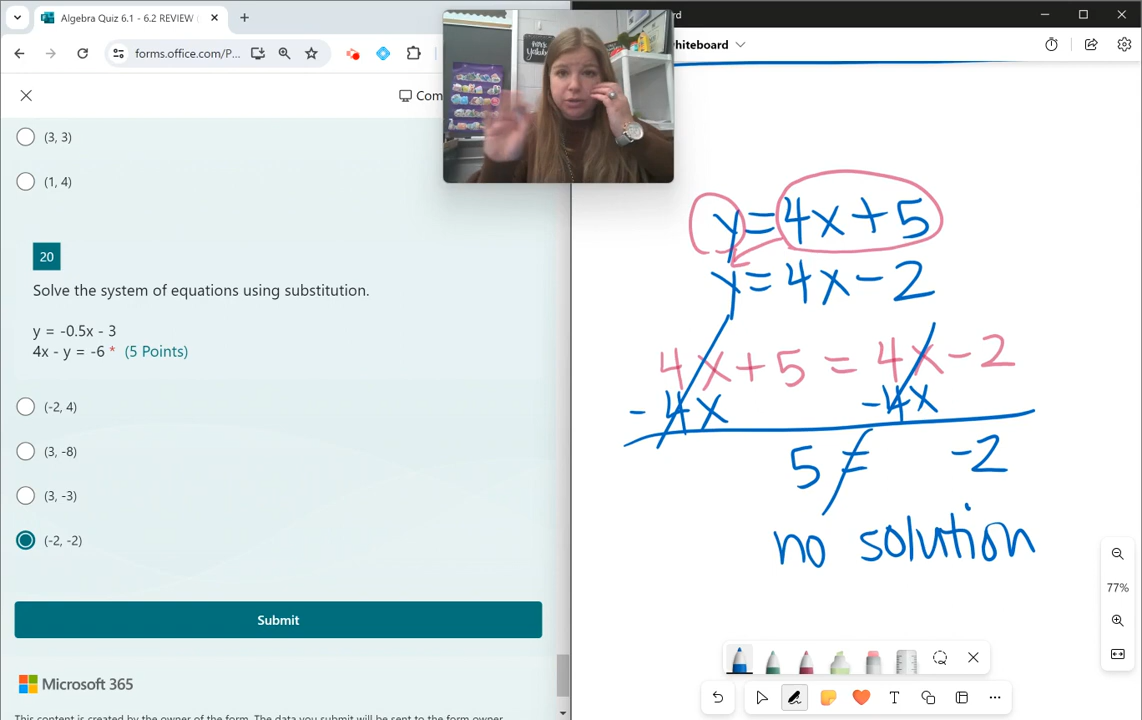 Algebra Quiz 6.1 - 6.2 REVIEW (
forms.office.com/P...
Com
(3, 3)
(1, 4)
20
Solve the system of equations using substitution.
y = -0.5x - 3
4x - y = -6 * (5 Points)
(-2, 4)
(3, -8)
(3, -3)
(-2, -2)
Submit
Microsoft 365
This content is created by the owner of the form. The data you submit will be sent to the form owner.
rd
hiteboard
y=4x+5
y=4x-2
4x+5=4x-2
-4x -4x
5≠-2
no solution
77%
T